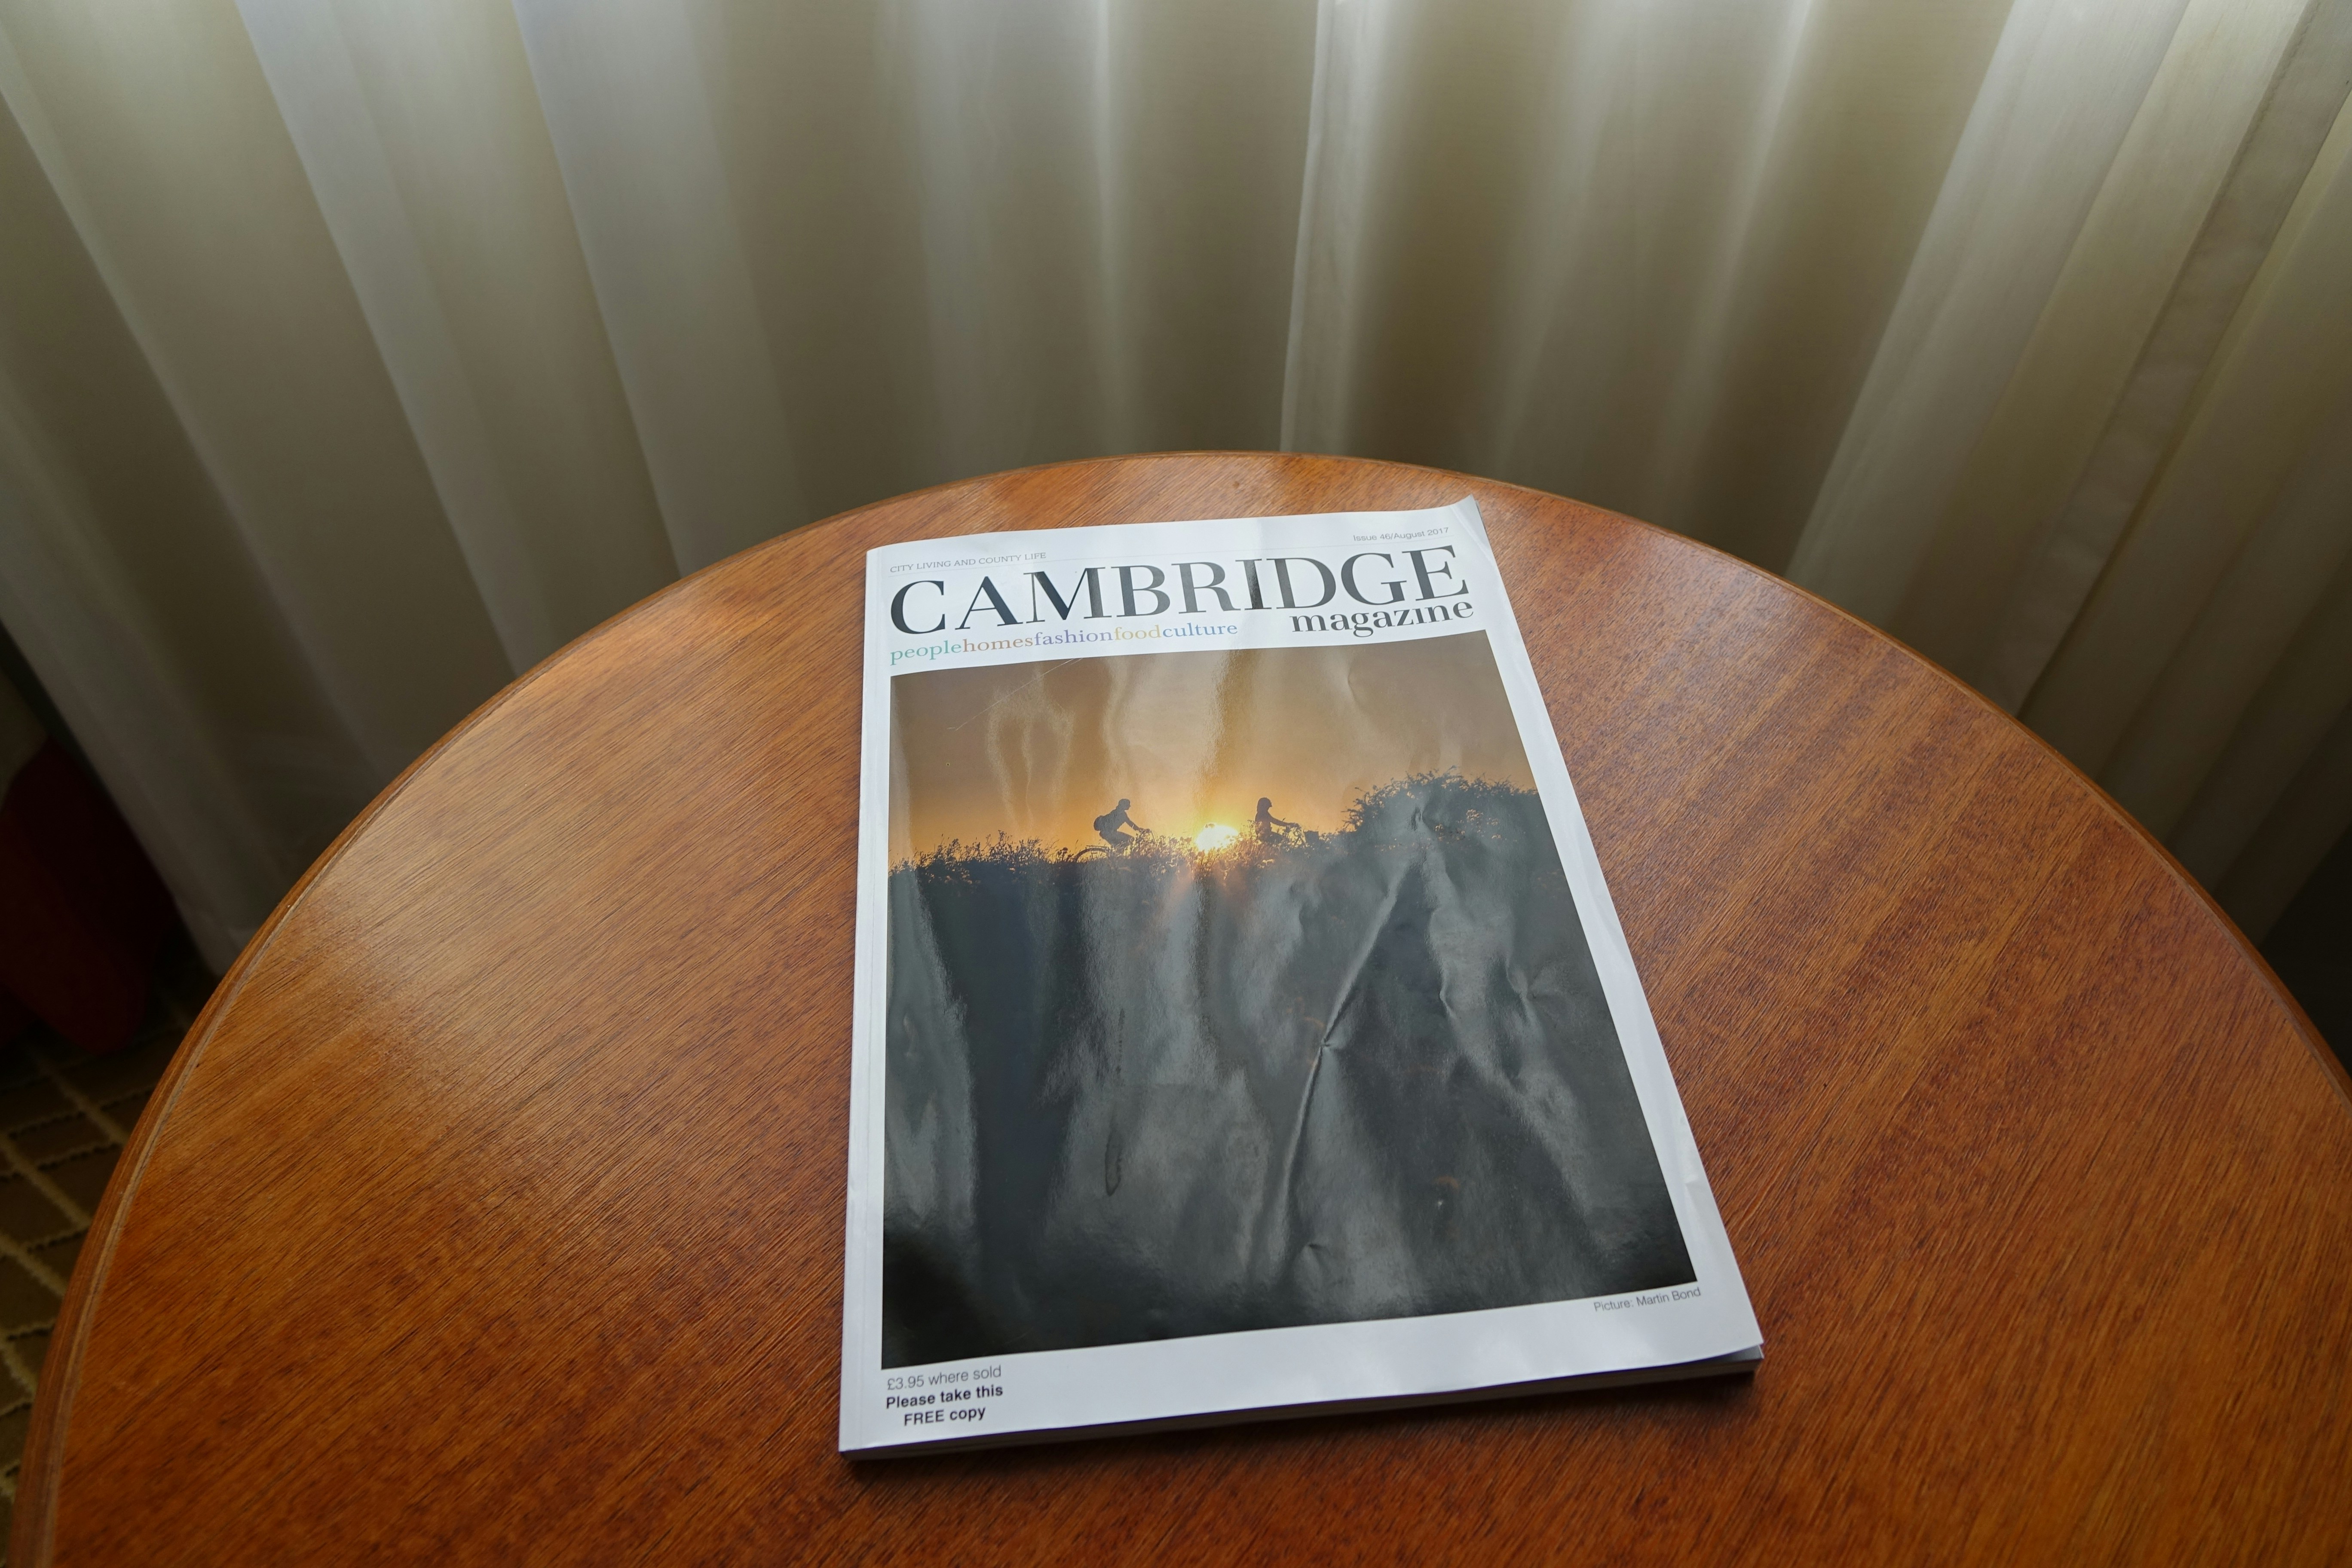 Issue 46/August 2017
CITY LIVING AND COUNTY LIFE
CAMBRIDGE
magazine
peoplehomesfashionfoodculture
Picture: Martin Bond
£3.95 where sold
Please take this
FREE copy